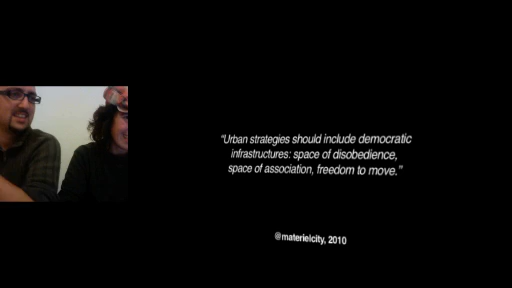 “Urban strategies should include democratic
infrastructures: space of disobedience,
space of association, freedom to move.”
@materielcity, 2010